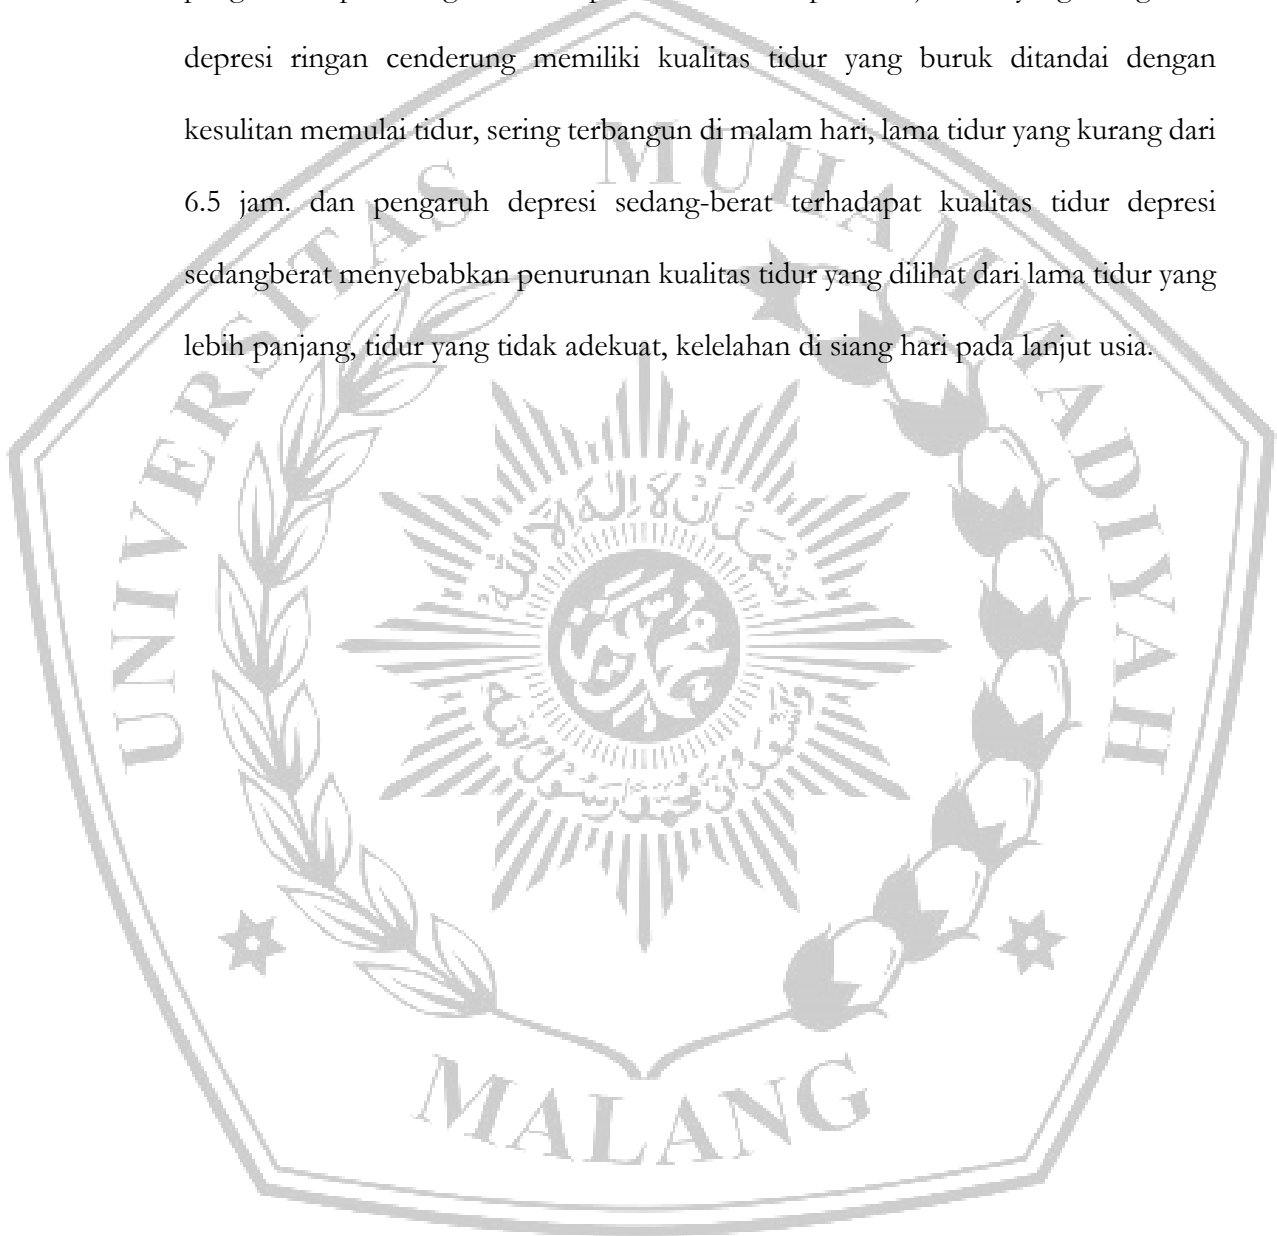 depresi ringan cenderung memiliki kualitas tidur yang buruk ditandai dengan
kesulitan memulai tidur, sering terbangun di malam hari, lama tidur yang kurang dari
6.5 jam. dan pengaruh depresi sedang-berat terhadapat kualitas tidur depresi
sedangberat menyebabkan penurunan kualitas tidur yang dilihat dari lama tidur yang
lebih panjang, tidur yang tidak adekuat, kelelahan di siang hari pada lanjut usia.
UNIVERSITAS MUHAMMADIYAH
MALANG